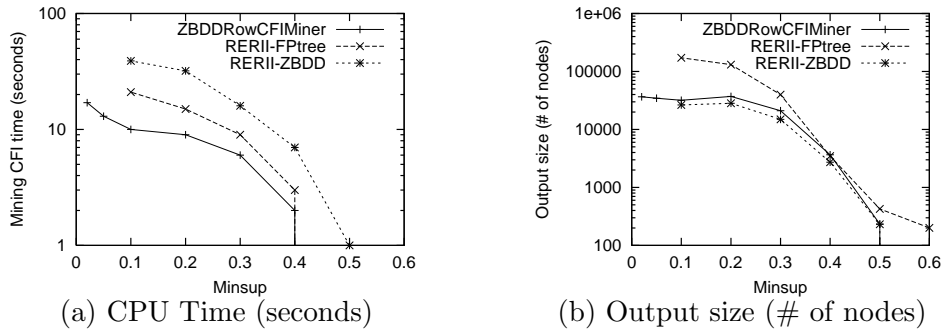 100
10
1
0
0.1
0.2
0.3
0.4
0.5
0.6
Mining CFI time (seconds)
Minsup
ZBDDRowCFIMiner
RERII-FPtree
RERII-ZBDD
(a) CPU Time (seconds)
1e+06
100000
10000
1000
100
0
0.1
0.2
0.3
0.4
0.5
0.6
Output size (# of nodes)
Minsup
ZBDDRowCFIMiner
RERII-FPtree
RERII-ZBDD
(b) Output size (# of nodes)